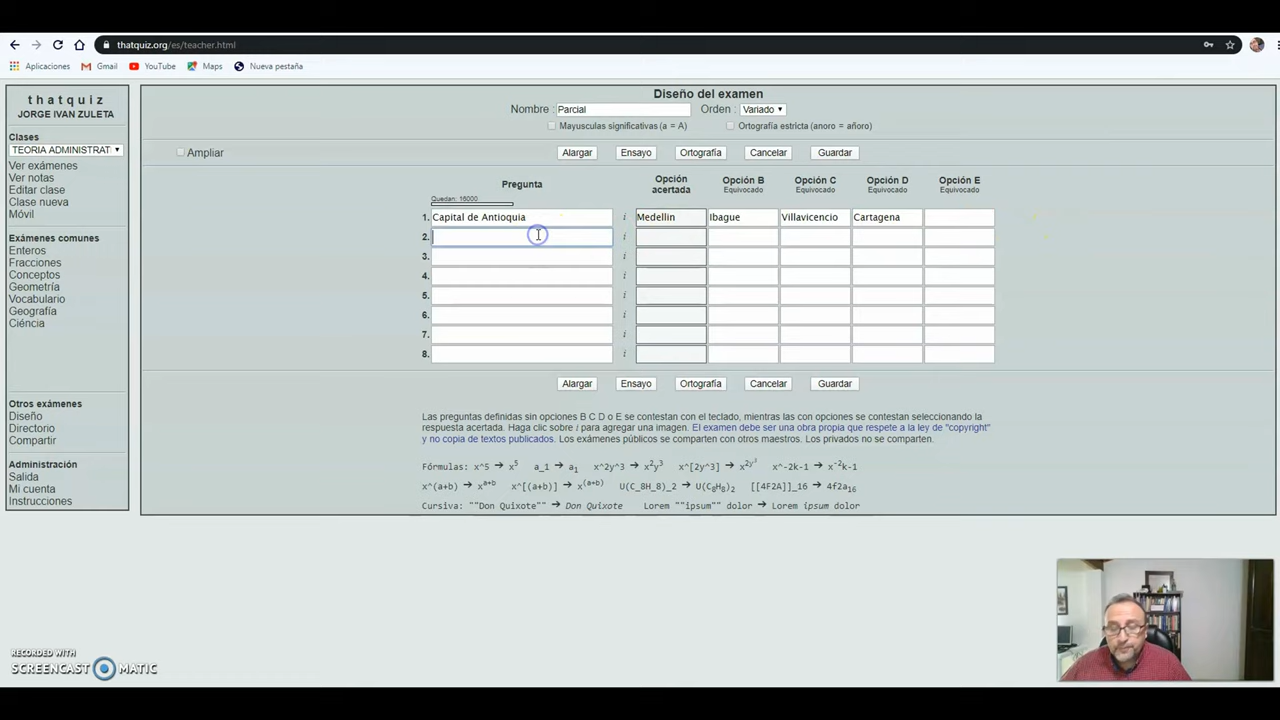 thatquiz.org/es/teacher.html
Aplicaciones Gmail YouTube Maps Nueva pestaña
thatquiz
JORGE IVAN ZULETA
Clases
TEORIA ADMINISTRAT
Ver exámenes
Ver notas
Editar clase
Clase nueva
Móvil
Exámenes comunes
Enteros
Fracciones
Conceptos
Geometría
Vocabulario
Geografía
Ciéncia
Otros exámenes
Diseño
Directorio
Compartir
Administración
Salida
Mi cuenta
Instrucciones
Diseño del examen
Nombre : Parcial Orden : Variado
Mayusculas significativas (a = A) Ortografía estricta (anoro = añoro)
Ampliar
Alargar Ensayo Ortografía Cancelar Guardar
Pregunta Opción acertada Opción B Equivocado Opción C Equivocado Opción D Equivocado Opción E Equivocado
Quedan: 16000
1. Capital de Antioquia i Medellin Ibague Villavicencio Cartagena
2. i
3. i
4. i
5. i
6. i
7. i
8. i
Alargar Ensayo Ortografía Cancelar Guardar
Las preguntas definidas sin opciones B C D o E se contestan con el teclado, mientras las con opciones se contestan seleccionando la
respuesta acertada. Haga clic sobre i para agregar una imagen. El examen debe ser una obra propia que respete a la ley de "copyright"
y no copia de textos publicados. Los exámenes públicos se comparten con otros maestros. Los privados no se comparten.
Fórmulas: x^5 → x⁵ a_1 → a₁ x^2y^3 → x²y³ x^[2y^3] → x^2y^3 x^-2k-1 → x⁻²k-1
x^(a+b) → x^a+b x^[(a+b)] → x^(a+b) U(C_8H_8)_2 → U(C₈H₈)₂ [[4F2A]]_16 → 4f2a₁₆
Cursiva: ""Don Quixote"" → Don Quixote Lorem ""ipsum"" dolor → Lorem ipsum dolor
RECORDED WITH
SCREENCAST MATIC